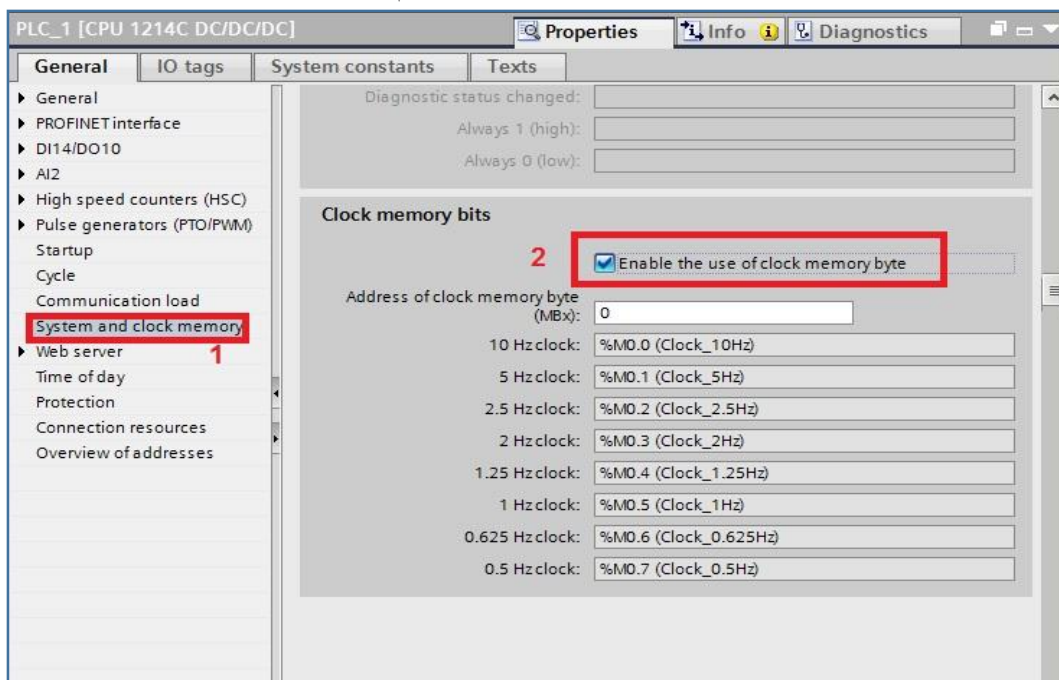 PLC_1 [CPU 1214C DC/DC/DC]
Properties
Info
Diagnostics
General
IO tags
System constants
Texts
General
PROFINET interface
DI14/DO10
AI2
High speed counters (HSC)
Pulse generators (PTO/PWM)
Startup
Cycle
Communication load
System and clock memory
1
Web server
Time of day
Protection
Connection resources
Overview of addresses
Diagnostic status changed:
Always 1 (high):
Always 0 (low):
Clock memory bits
2
Enable the use of clock memory byte
Address of clock memory byte
(MBx): 0
10 Hz clock: %M0.0 (Clock_10Hz)
5 Hz clock: %M0.1 (Clock_5Hz)
2.5 Hz clock: %M0.2 (Clock_2.5Hz)
2 Hz clock: %M0.3 (Clock_2Hz)
1.25 Hz clock: %M0.4 (Clock_1.25Hz)
1 Hz clock: %M0.5 (Clock_1Hz)
0.625 Hz clock: %M0.6 (Clock_0.625Hz)
0.5 Hz clock: %M0.7 (Clock_0.5Hz)